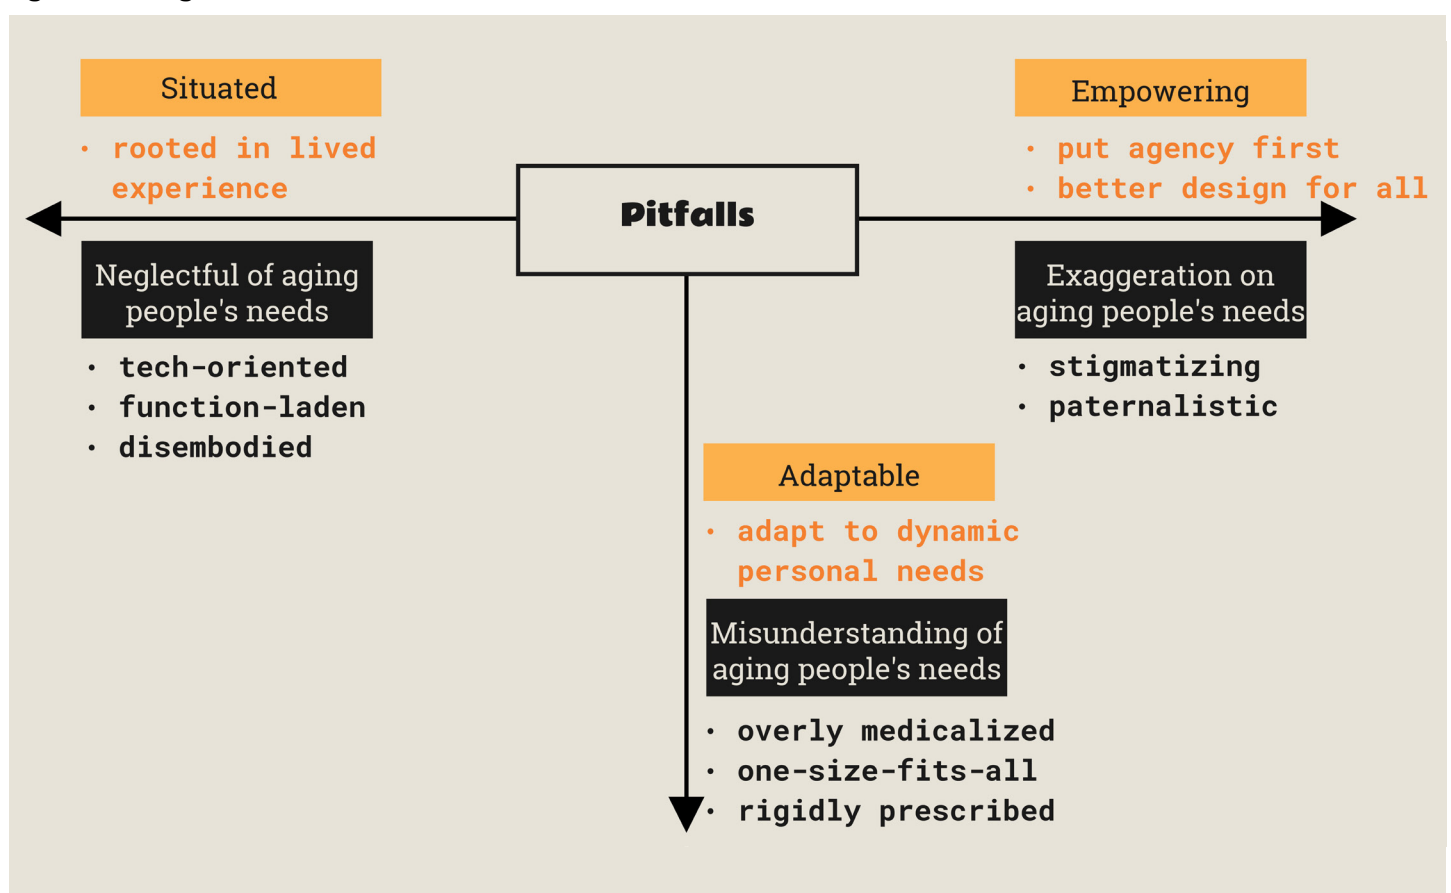 Situated
• rooted in lived
experience
Neglectful of aging
people's needs
• tech-oriented
• function-laden
• disembodied
Pitfalls
Empowering
• put agency first
• better design for all
Exaggeration on
aging people's needs
• stigmatizing
• paternalistic
Adaptable
• adapt to dynamic
personal needs
Misunderstanding of
aging people's needs
• overly medicalized
• one-size-fits-all
• rigidly prescribed